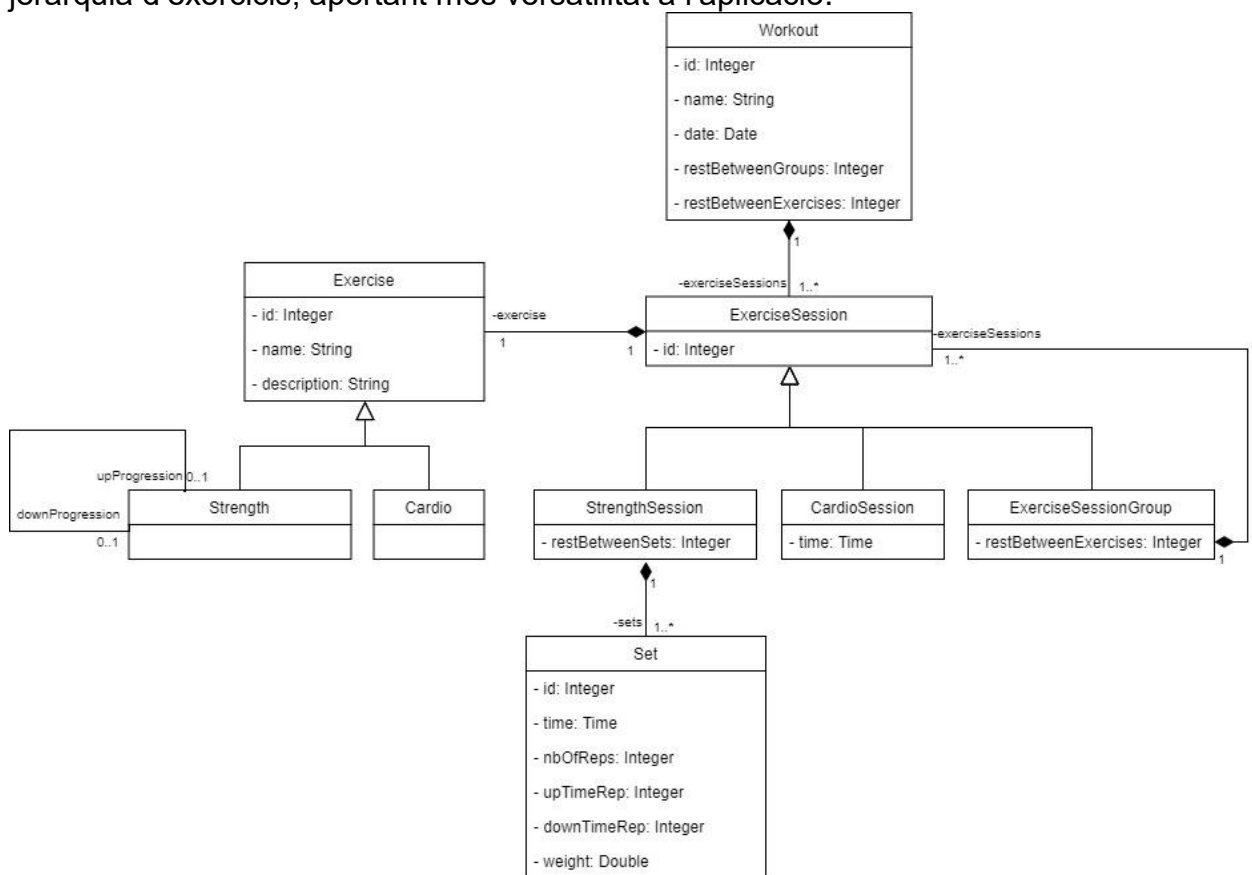 jerarquia d'exercicis, aportant més versatilitat a l'aplicació.
Workout
- id: Integer
- name: String
- date: Date
- restBetweenGroups: Integer
- restBetweenExercises: Integer
1
-exerciseSessions
1..*
Exercise
- id: Integer
- name: String
- description: String
-exercise
1
1
ExerciseSession
- id: Integer
-exerciseSessions
1..*
upProgression
0..1
downProgression
0..1
Strength
Cardio
StrengthSession
- restBetweenSets: Integer
CardioSession
- time: Time
ExerciseSessionGroup
- restBetweenExercises: Integer
1
1
-sets
1..*
Set
- id: Integer
- time: Time
- nbOfReps: Integer
- upTimeRep: Integer
- downTimeRep: Integer
- weight: Double